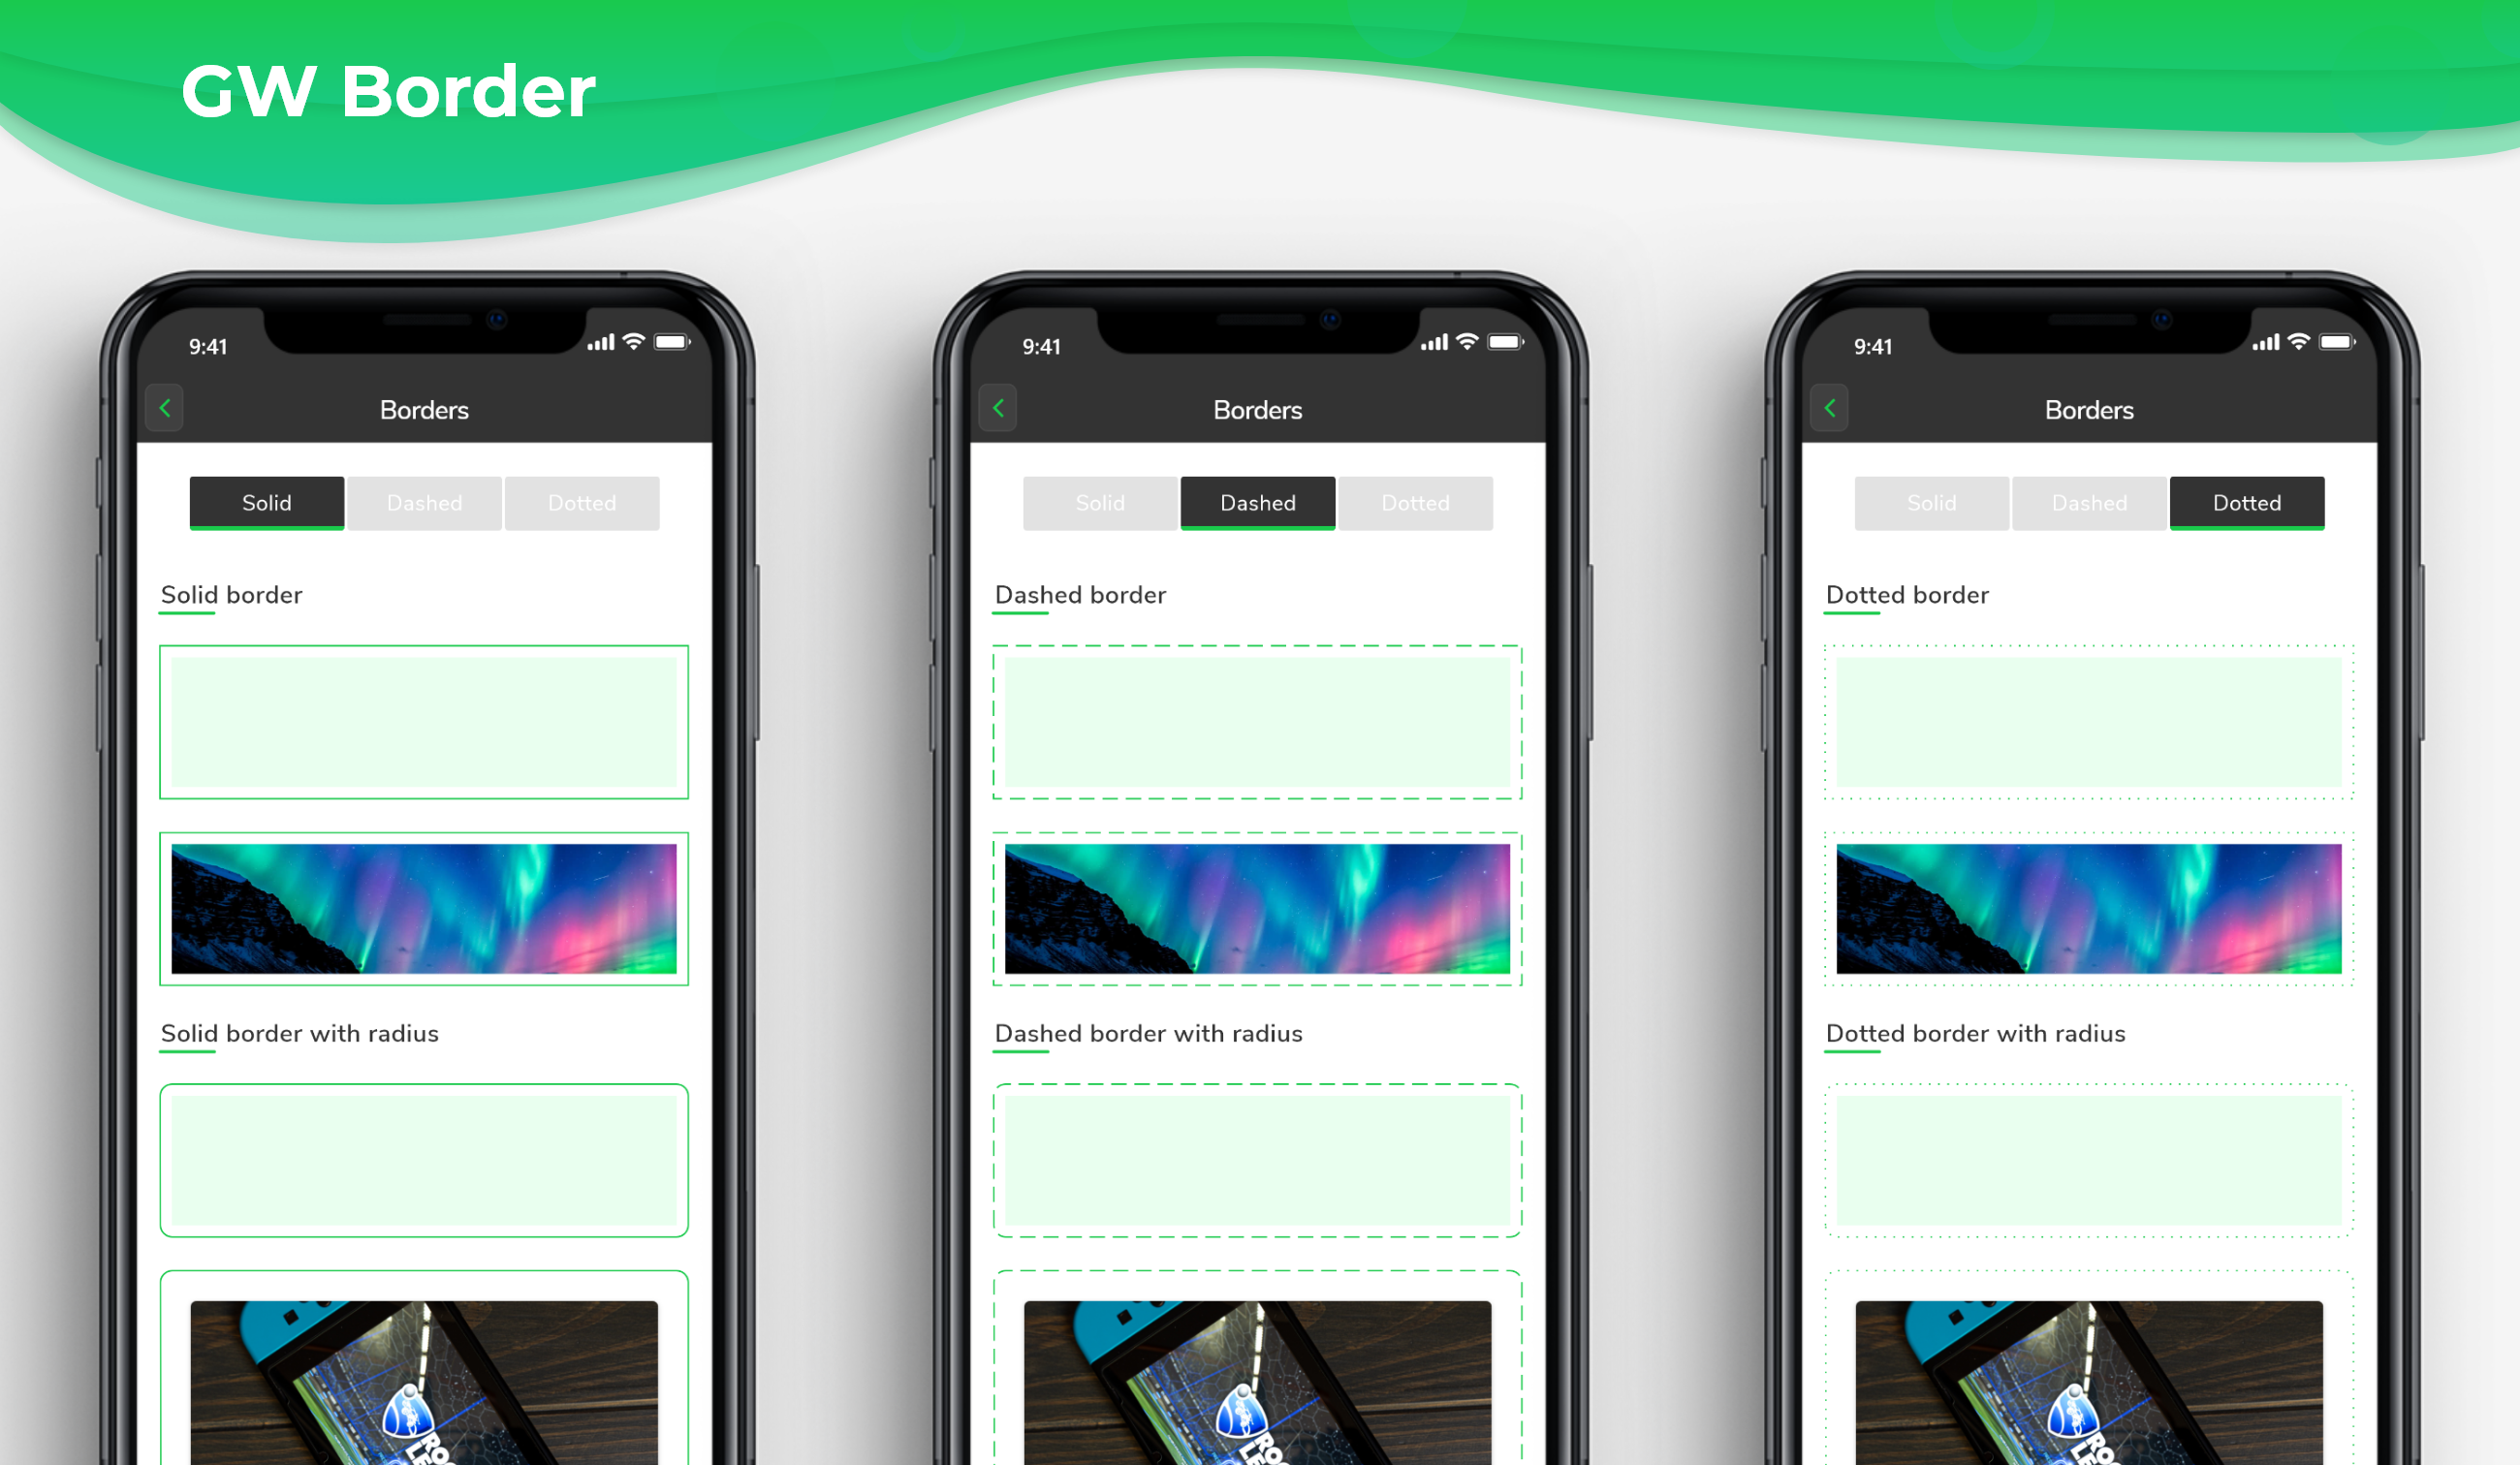 GW Border
9:41
Borders
Solid Dashed Dotted
Solid border
Solid border with radius
9:41
Borders
Solid Dashed Dotted
Dashed border
Dashed border with radius
9:41
Borders
Solid Dashed Dotted
Dotted border
Dotted border with radius